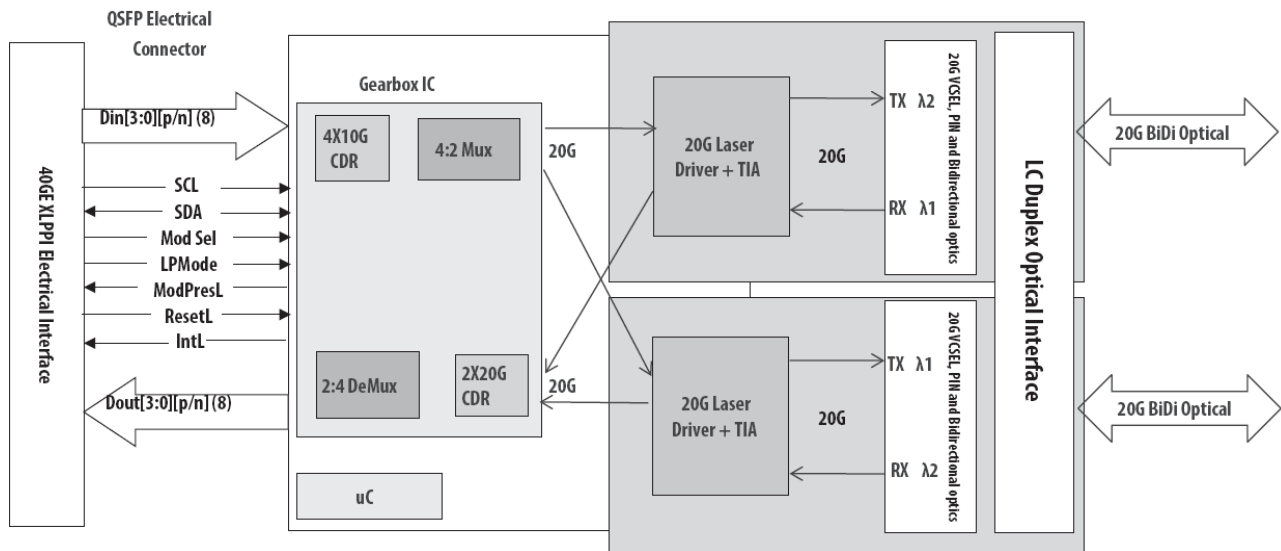 QSFP Electrical
Connector
40GE XLPPI Electrical Interface
Din[3:0][p/n] (8)
SCL
SDA
Mod Sel
LPMode
ModPresL
ResetL
IntL
Dout[3:0][p/n] (8)
Gearbox IC
4X10G
CDR
4:2 Mux
2:4 DeMux
2X20G
CDR
uC
20G
20G
20G Laser
Driver + TIA
TX λ2
20G
RX λ1
20G VCSEL, PIN and Bidirectional optics
20G Laser
Driver + TIA
TX λ1
20G
RX λ2
20G VCSEL, PIN and Bidirectional optics
LC Duplex Optical Interface
20G BiDi Optical
20G BiDi Optical